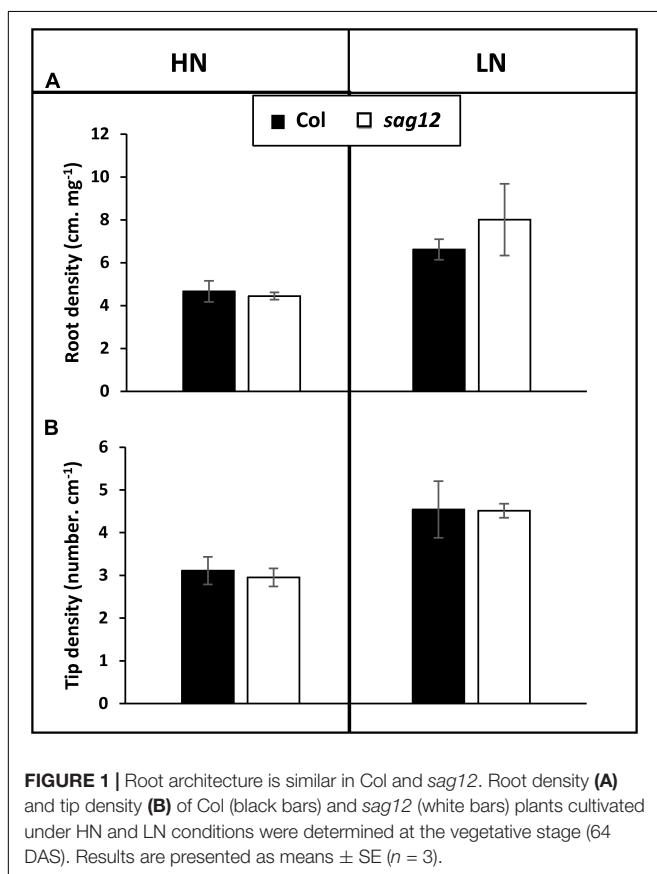 HN LN
A
■ Col □ sag12
Root density (cm. mg⁻¹)
12
10
8
6
4
2
0
B
Tip density (number. cm⁻¹)
6
5
4
3
2
1
0
FIGURE 1 | Root architecture is similar in Col and sag12. Root density (A)
and tip density (B) of Col (black bars) and sag12 (white bars) plants cultivated
under HN and LN conditions were determined at the vegetative stage (64
DAS). Results are presented as means ± SE (n = 3).